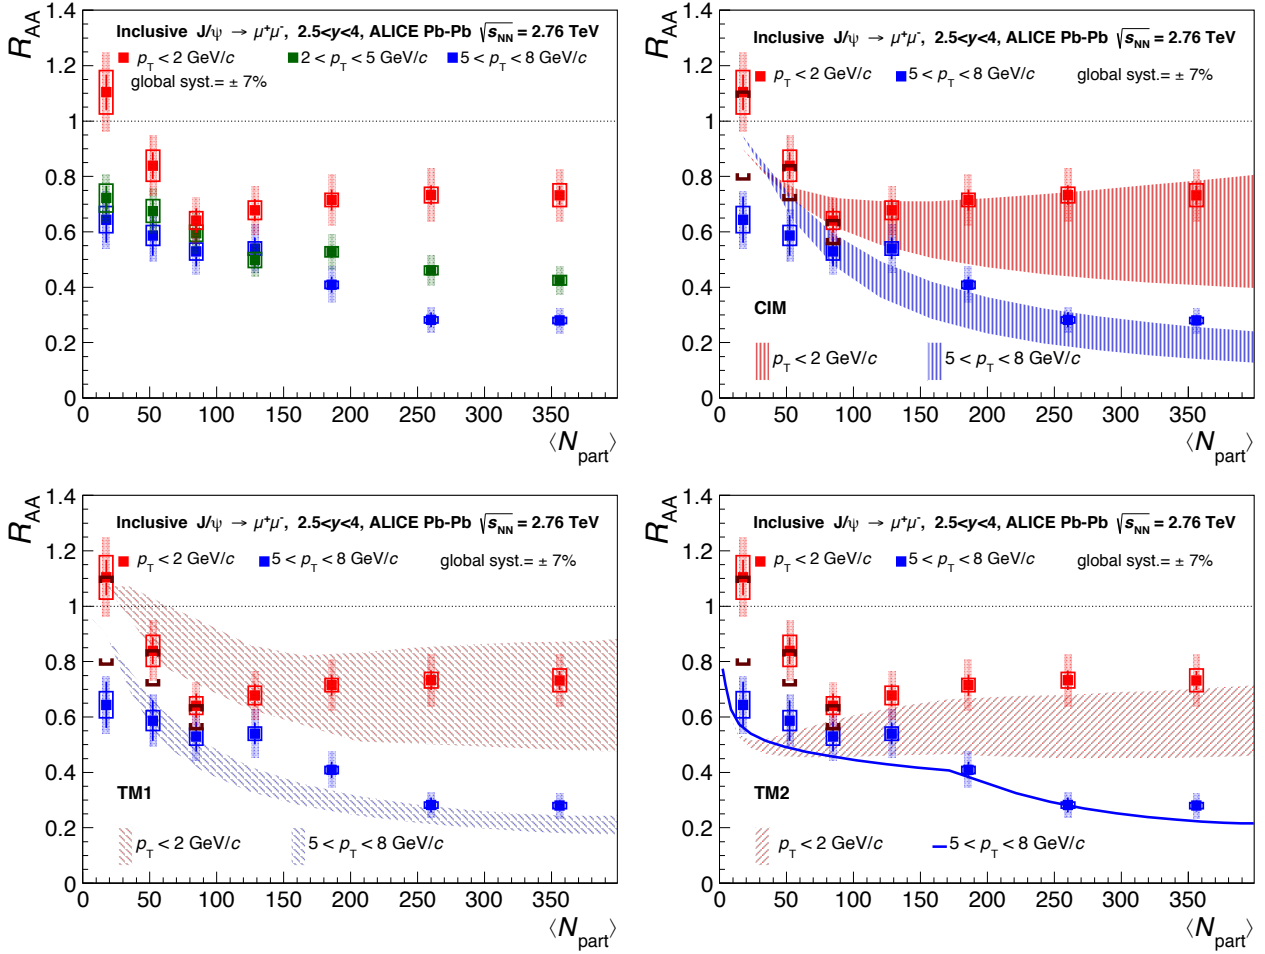 R_AA
1.4
1.2
1
0.8
0.6
0.4
0.2
0
Inclusive J/ψ → μ⁺μ⁻, 2.5<y<4, ALICE Pb-Pb √s_NN = 2.76 TeV
p_T < 2 GeV/c 2 < p_T < 5 GeV/c 5 < p_T < 8 GeV/c
global syst.= ± 7%
0 50 100 150 200 250 300 350
⟨N_part⟩
R_AA
1.4
1.2
1
0.8
0.6
0.4
0.2
0
Inclusive J/ψ → μ⁺μ⁻, 2.5<y<4, ALICE Pb-Pb √s_NN = 2.76 TeV
p_T < 2 GeV/c 5 < p_T < 8 GeV/c global syst.= ± 7%
CIM
p_T < 2 GeV/c 5 < p_T < 8 GeV/c
0 50 100 150 200 250 300 350
⟨N_part⟩
R_AA
1.4
1.2
1
0.8
0.6
0.4
0.2
0
Inclusive J/ψ → μ⁺μ⁻, 2.5<y<4, ALICE Pb-Pb √s_NN = 2.76 TeV
p_T < 2 GeV/c 5 < p_T < 8 GeV/c global syst.= ± 7%
TM1
p_T < 2 GeV/c 5 < p_T < 8 GeV/c
0 50 100 150 200 250 300 350
⟨N_part⟩
R_AA
1.4
1.2
1
0.8
0.6
0.4
0.2
0
Inclusive J/ψ → μ⁺μ⁻, 2.5<y<4, ALICE Pb-Pb √s_NN = 2.76 TeV
p_T < 2 GeV/c 5 < p_T < 8 GeV/c global syst.= ± 7%
TM2
p_T < 2 GeV/c 5 < p_T < 8 GeV/c
0 50 100 150 200 250 300 350
⟨N_part⟩